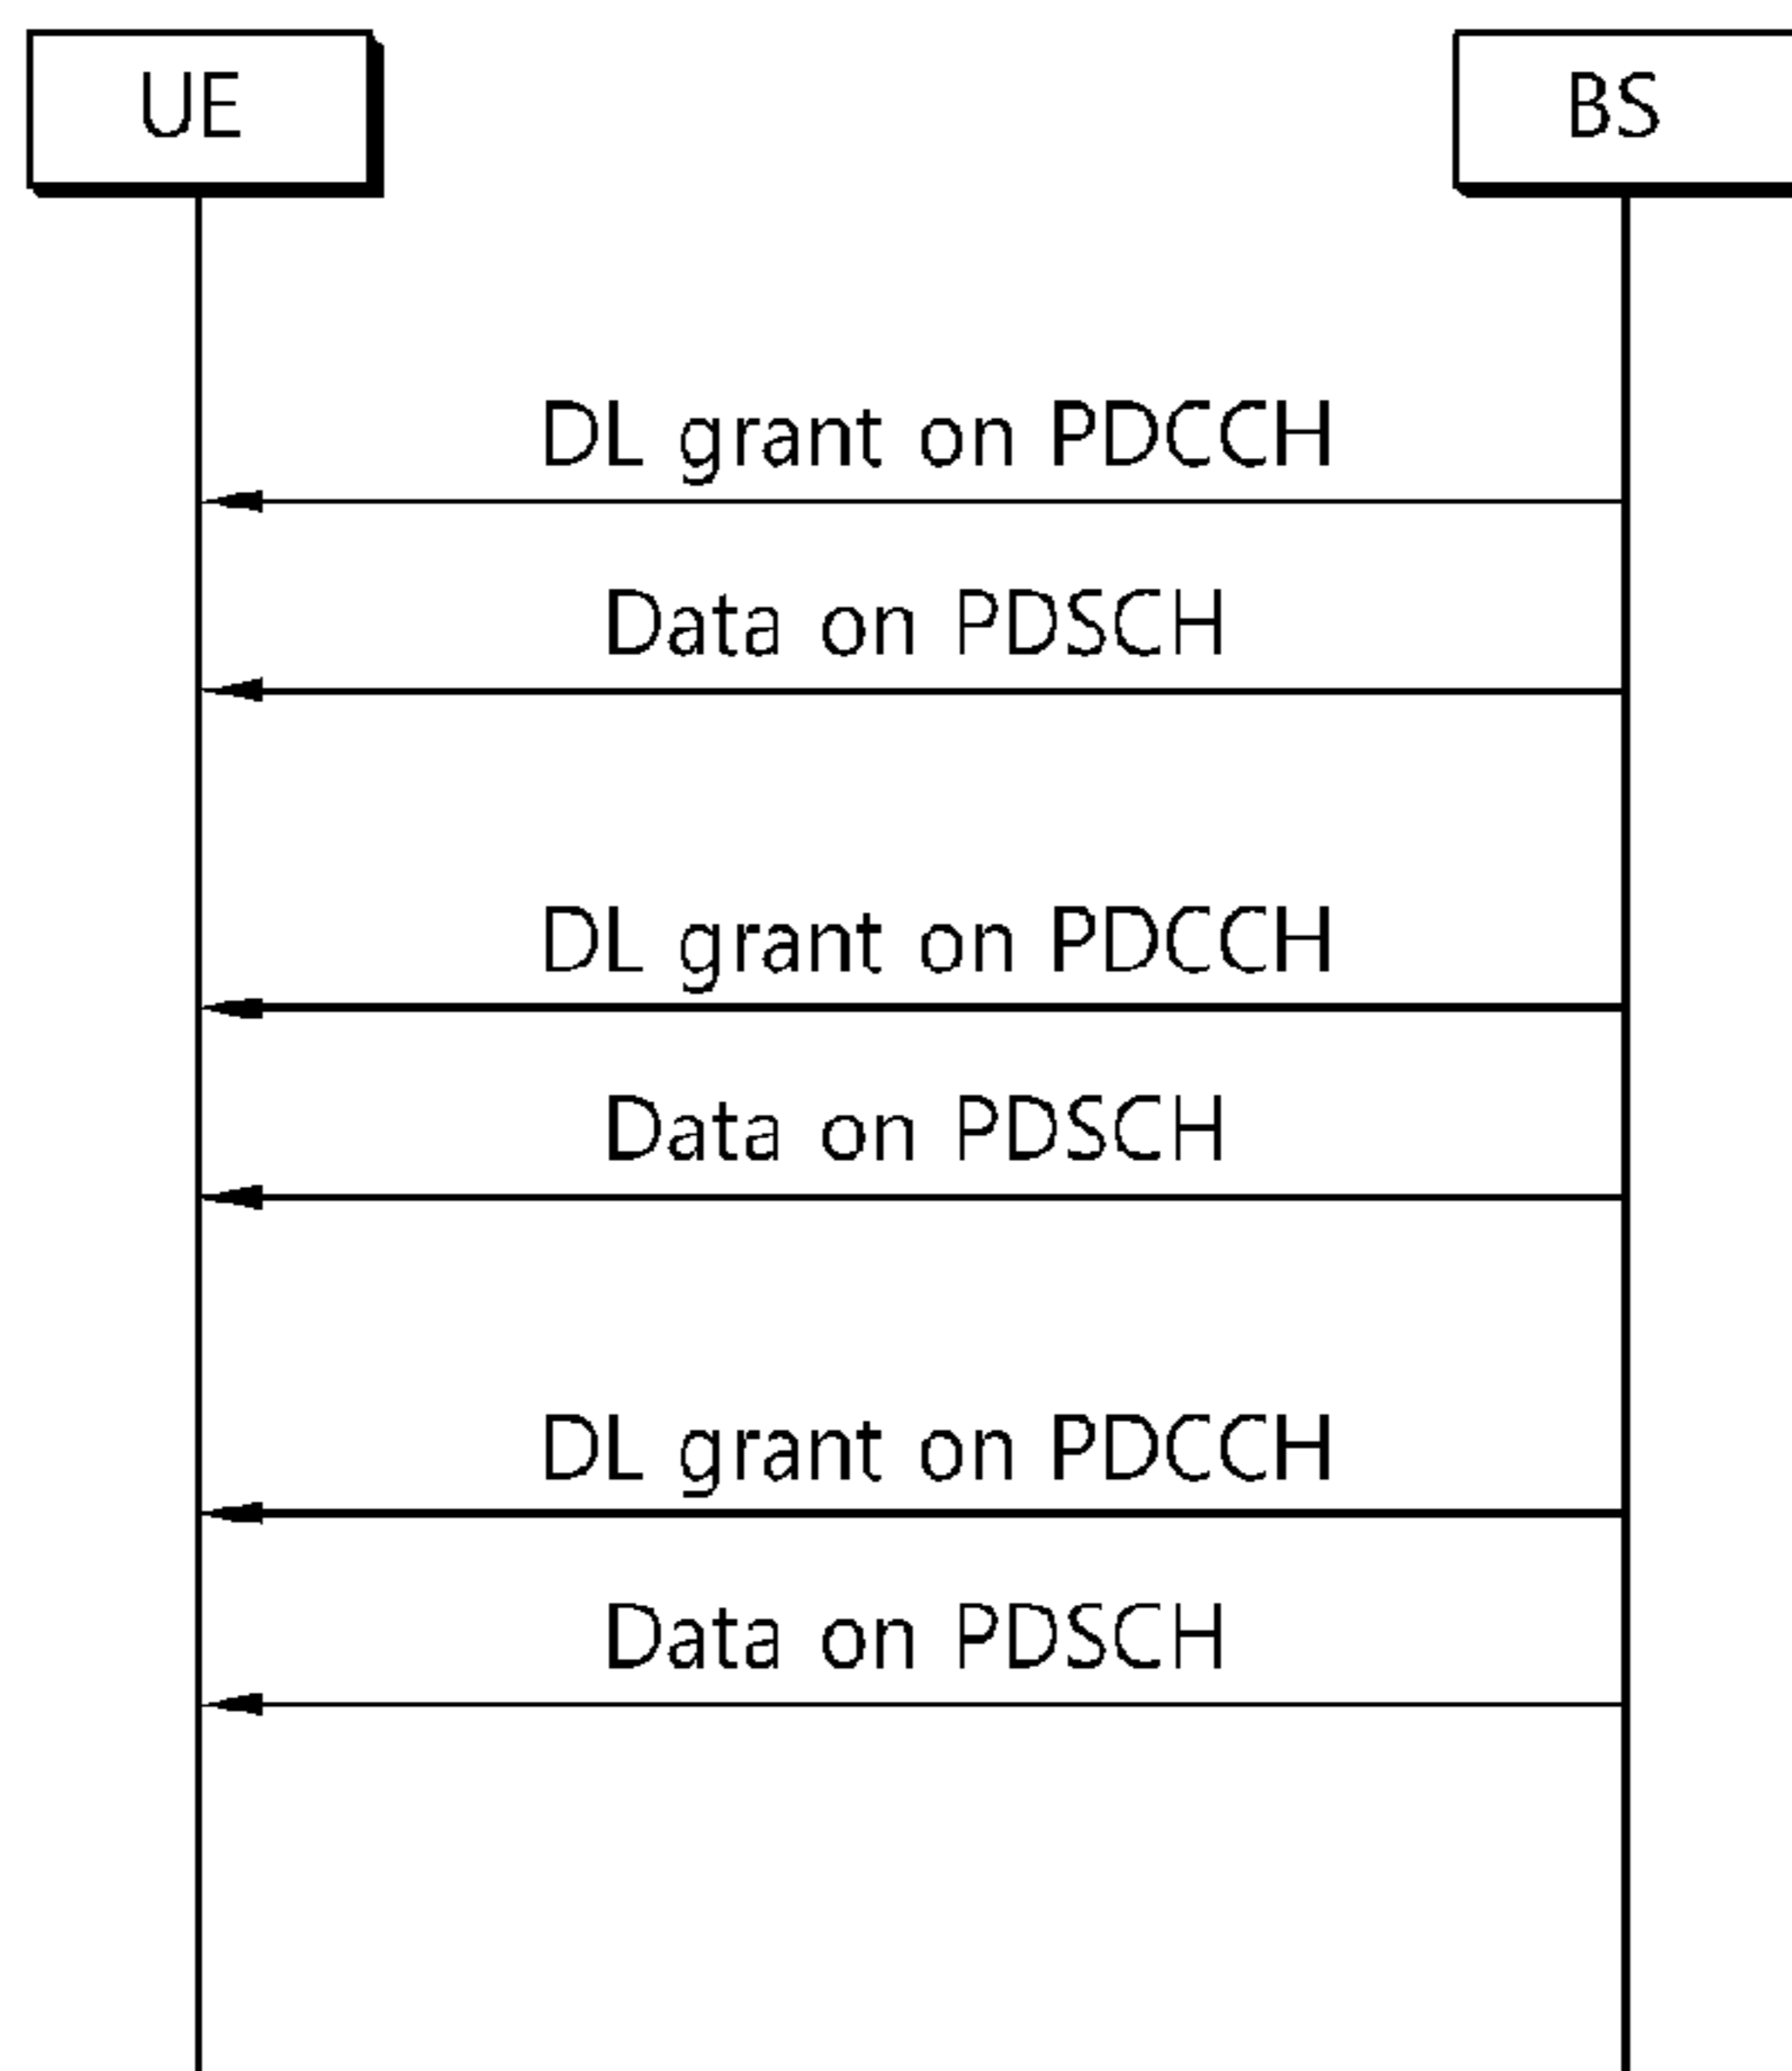 UE
BS
DL grant on PDCCH
Data on PDSCH
DL grant on PDCCH
Data on PDSCH
DL grant on PDCCH
Data on PDSCH